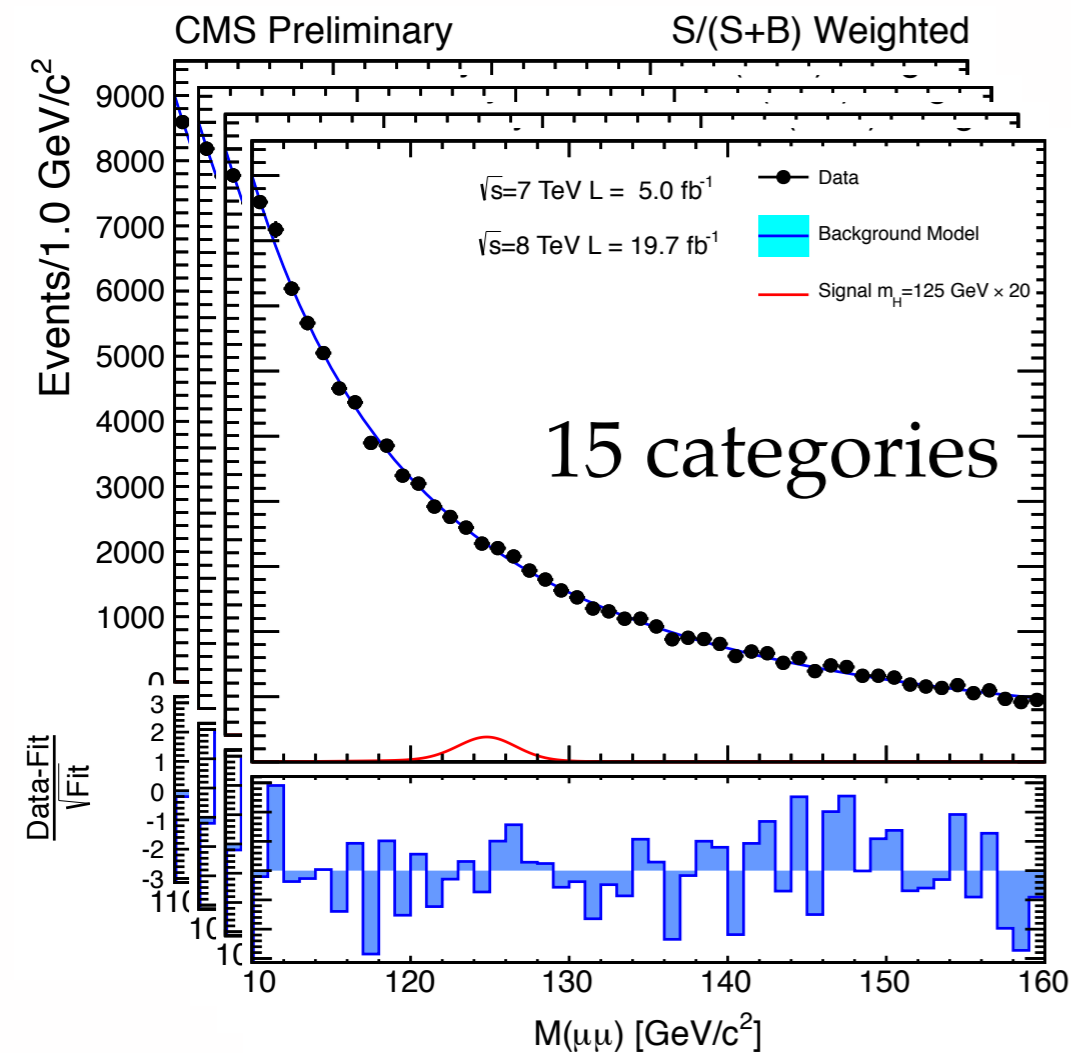 CMS Preliminary S/(S+B) Weighted
Events/1.0 GeV/c²
9000
8000
7000
6000
5000
4000
3000
2000
1000
0
√s=7 TeV L = 5.0 fb⁻¹
√s=8 TeV L = 19.7 fb⁻¹
Data
Background Model
Signal m_H=125 GeV × 20
15 categories
Data-Fit
√Fit
3
2
1
0
-1
-2
-3
10 120 130 140 150 160
M(μμ) [GeV/c²]